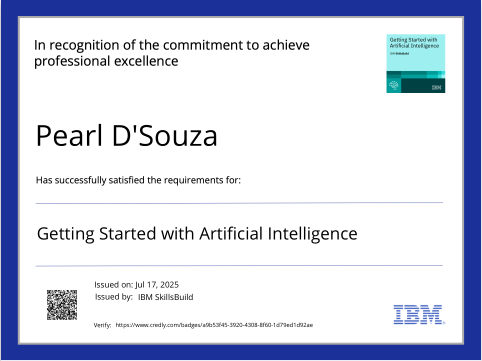 In recognition of the commitment to achieve
professional excellence
Getting Started with
Artificial Intelligence
IBM
Pearl D'Souza
Has successfully satisfied the requirements for:
Getting Started with Artificial Intelligence
Issued on: Jul 17, 2025
Issued by: IBM SkillsBuild
Verify: https://www.credly.com/badges/a9b53f45-3920-4308-8f60-1d79ed1d92ae
IBM.